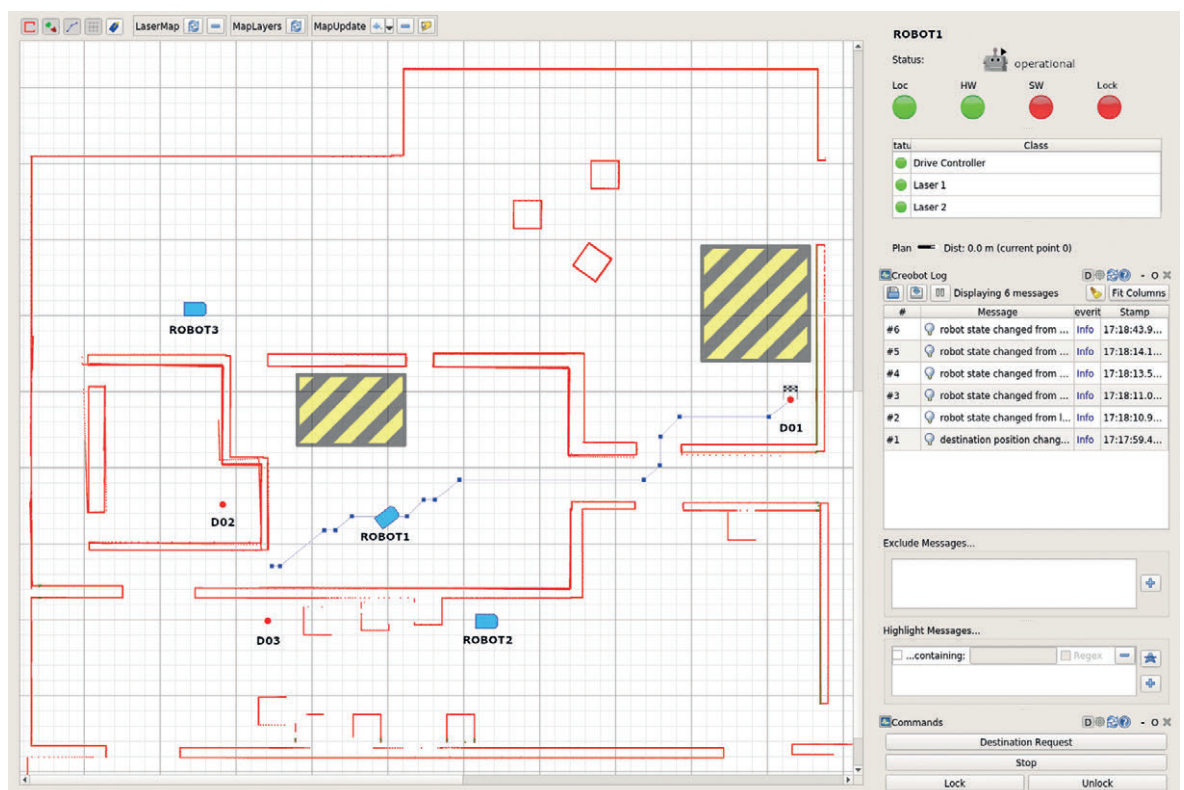 LaserMap MapLayers MapUpdate
ROBOT3
D01
D02
ROBOT1
D03
ROBOT2
ROBOT1
Status: operational
Loc HW SW Lock
tatu Class
Drive Controller
Laser 1
Laser 2
Plan Dist: 0.0 m (current point 0)
Creobot Log D - O
Displaying 6 messages Fit Columns
# Message everit Stamp
#6 robot state changed from ... Info 17:18:43.9...
#5 robot state changed from ... Info 17:18:14.1...
#4 robot state changed from ... Info 17:18:13.5...
#3 robot state changed from ... Info 17:18:11.0...
#2 robot state changed from l... Info 17:18:10.9...
#1 destination position chang... Info 17:17:59.4...
Exclude Messages...
Highlight Messages...
...containing: Regex
Commands D - O
Destination Request
Stop
Lock Unlock